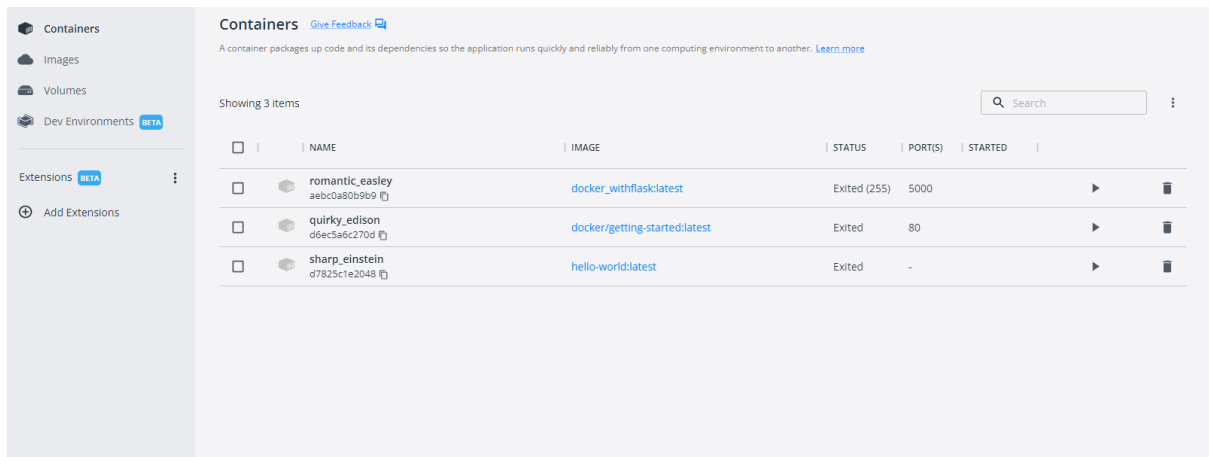 Containers
Images
Volumes
Dev Environments BETA
Extensions BETA
Add Extensions
Containers Give Feedback
A container packages up code and its dependencies so the application runs quickly and reliably from one computing environment to another. Learn more
Showing 3 items
Search
NAME IMAGE STATUS PORT(S) STARTED
romantic_easley
aebc0a80b9b9
docker_withflask:latest Exited (255) 5000
quirky_edison
d6ec5a6c270d
docker/getting-started:latest Exited 80
sharp_einstein
d7825c1e2048
hello-world:latest Exited -